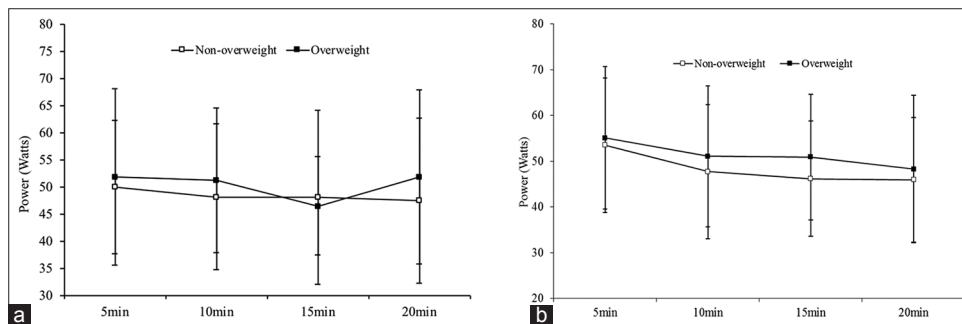 80
75
70
65
60
55
50
45
40
35
30
Power (Watts)
Non-overweight
Overweight
5min
10min
15min
20min
a
80
70
60
50
40
30
20
Power (Watts)
Non-overweight
Overweight
5min
10min
15min
20min
b